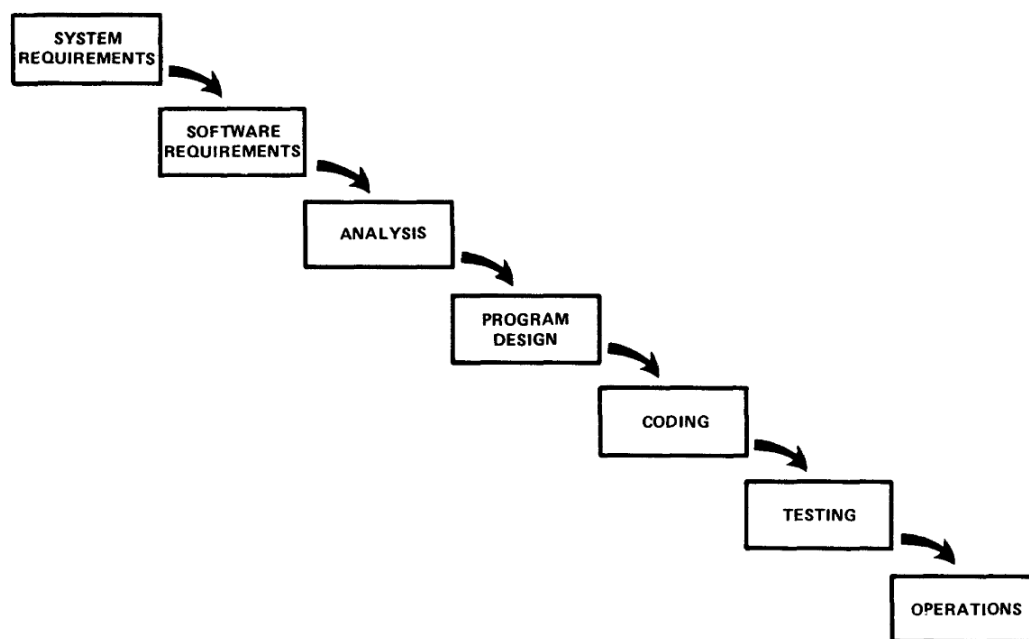 SYSTEM
REQUIREMENTS
SOFTWARE
REQUIREMENTS
ANALYSIS
PROGRAM
DESIGN
CODING
TESTING
OPERATIONS